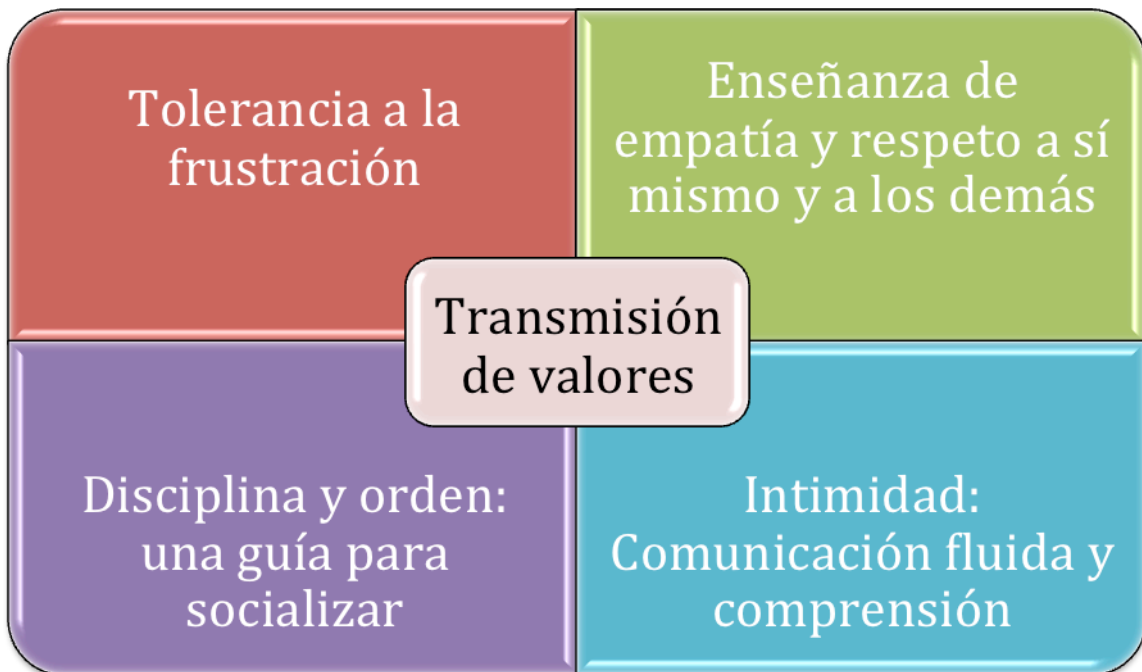 Tolerancia a la
frustración
Enseñanza de
empatía y respeto a sí
mismo y a los demás
Transmisión
de valores
Disciplina y orden:
una guía para
socializar
Intimidad:
Comunicación fluida y
comprensión